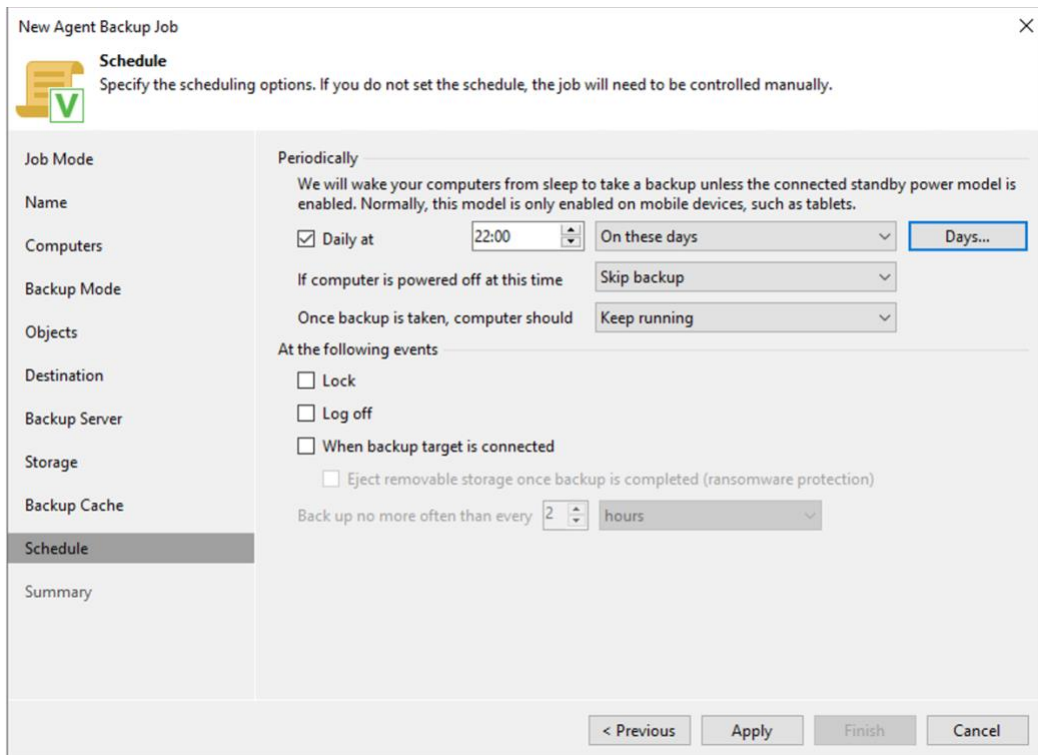 New Agent Backup Job
Schedule
Specify the scheduling options. If you do not set the schedule, the job will need to be controlled manually.
V
Job Mode
Name
Computers
Backup Mode
Objects
Destination
Backup Server
Storage
Backup Cache
Schedule
Summary
Periodically
We will wake your computers from sleep to take a backup unless the connected standby power model is
enabled. Normally, this model is only enabled on mobile devices, such as tablets.
Daily at 22:00 On these days Days...
If computer is powered off at this time Skip backup
Once backup is taken, computer should Keep running
At the following events
Lock
Log off
When backup target is connected
Eject removable storage once backup is completed (ransomware protection)
Back up no more often than every 2 hours
< Previous Apply Finish Cancel